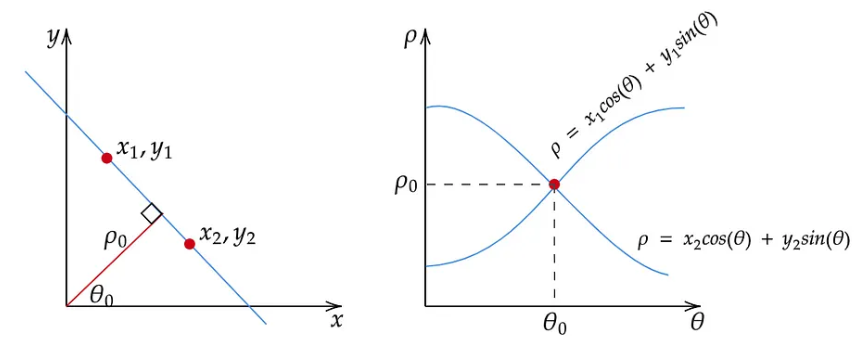 y
x₁, y₁
x₂, y₂
ρ₀
θ₀
x
ρ
ρ = x₁cos(θ) + y₁sin(θ)
ρ₀
ρ = x₂cos(θ) + y₂sin(θ)
θ₀
θ